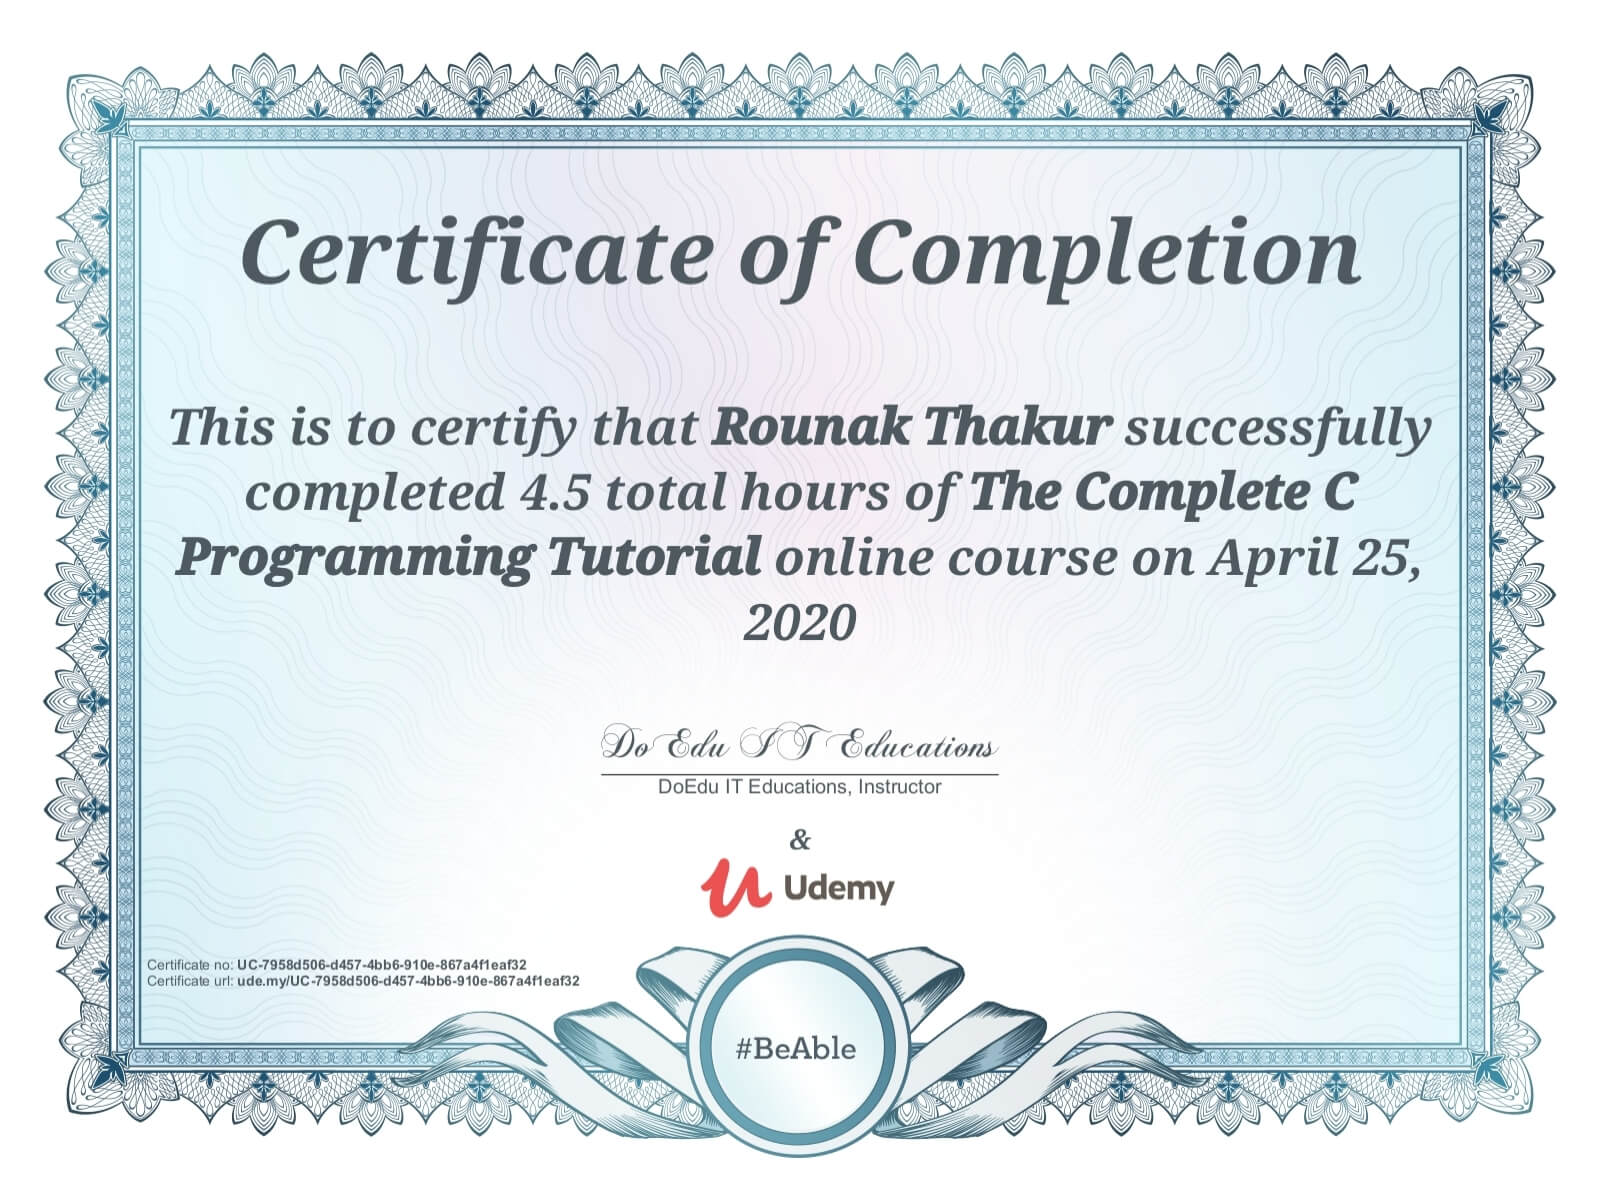 Certificate of Completion
This is to certify that Rounak Thakur successfully
completed 4.5 total hours of The Complete C
Programming Tutorial online course on April 25,
2020
Do Edu IT Educations
DoEdu IT Educations, Instructor
&
Udemy
Certificate no: UC-7958d506-d457-4bb6-910e-867a4f1eaf32
Certificate url: ude.my/UC-7958d506-d457-4bb6-910e-867a4f1eaf32
#BeAble